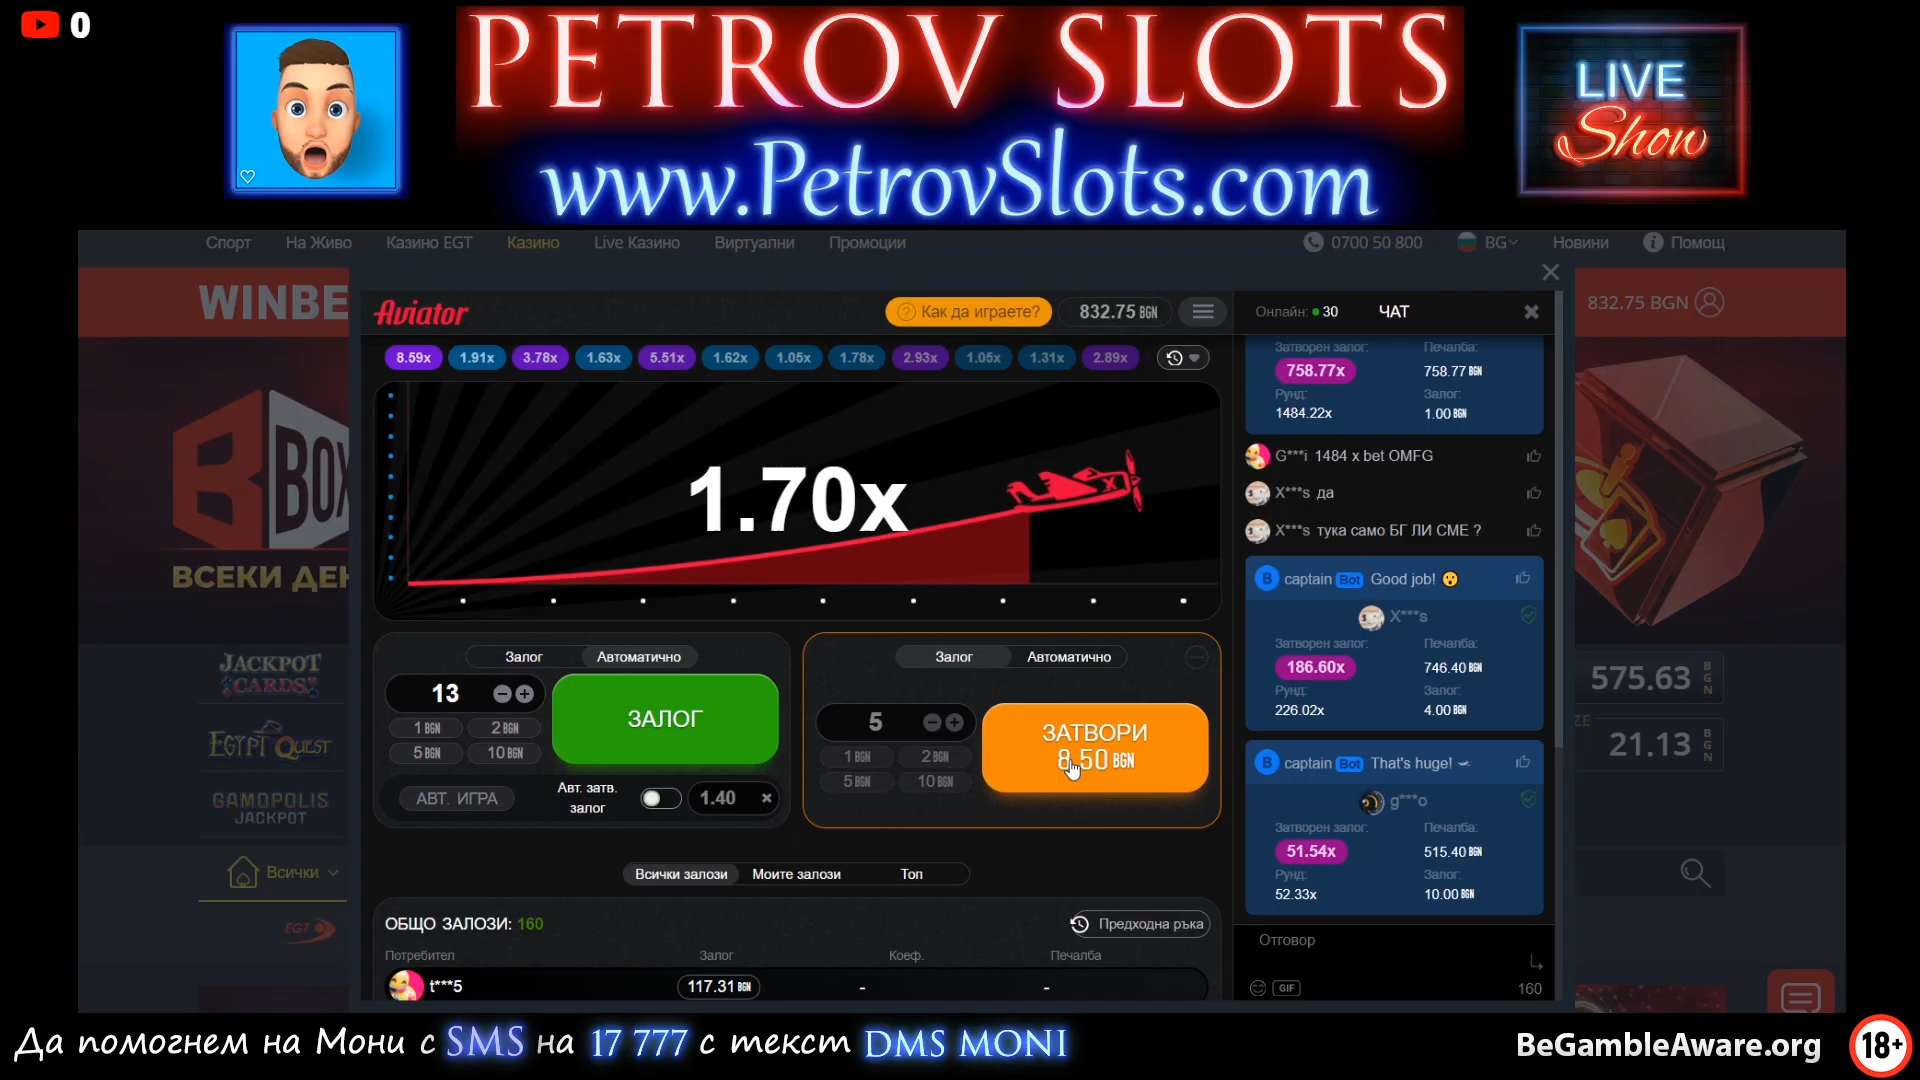 0
PETROV SLOTS
www.PetrovSlots.com
LIVE
Show
Спорт На Живо Казино EGT Казино Live Казино Виртуални Промоции 0700 50 800 BG Новини Помощ
WINBE
832.75 BGN
BOX
ВСЕКИ ДЕН
JACKPOT
CARDS
EGYPT QUEST
GAMOPOLIS
JACKPOT
Всички
EGT
Aviator
? Как да играете? 832.75 BGN
8.59x 1.91x 3.78x 1.63x 5.51x 1.62x 1.05x 1.78x 2.93x 1.05x 1.31x 2.89x
1.70x
Залог Автоматично
13
1 BGN 2 BGN
5 BGN 10 BGN
ЗАЛОГ
АВТ. ИГРА
Авт. затв.
залог
1.40
Залог Автоматично
5
1 BGN 2 BGN
5 BGN 10 BGN
ЗАТВОРИ
8.50 BGN
Всички залози Моите залози Топ
ОБЩО ЗАЛОЗИ: 160
Предходна ръка
Потребител Залог Коеф. Печалба
t***5 117.31 BGN - -
Онлайн: 30 ЧАТ
Затворен залог: Печалба:
758.77x 758.77 BGN
Рунд: Залог:
1484.22x 1.00 BGN
G***i 1484 x bet OMFG
X***s да
X***s тука само БГ ЛИ СМЕ ?
B captain Bot Good job!
X***s
Затворен залог: Печалба:
186.60x 746.40 BGN
Рунд: Залог:
226.02x 4.00 BGN
B captain Bot That's huge!
g***o
Затворен залог: Печалба:
51.54x 515.40 BGN
Рунд: Залог:
52.33x 10.00 BGN
Отговор
GIF 160
575.63 BGN
ZE
21.13 BGN
Да помогнем на Мони с SMS на 17 777 с текст DMS MONI
BeGambleAware.org 18+